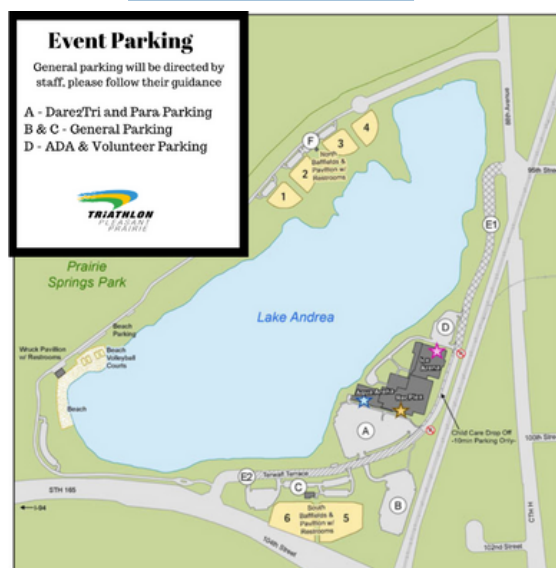 Event Parking
General parking will be directed by
staff, please follow their guidance
A - Dare2Tri and Para Parking
B & C - General Parking
D - ADA & Volunteer Parking
TRIATHLON
PLEASANT
PRAIRIE
Prairie
Springs Park
Lake Andrea
F
4
3
2
1
North
Ballfields &
Pavilion w/
Restrooms
88th Avenue
95th Street
E1
D
Ice
Arena
RecPlex
A
Child Care Drop Off
-10min Parking Only-
100th Street
CTH H
102nd Street
Beach
Parking
Wruck Pavilion
w/ Restrooms
Beach
Volleyball
Courts
Beach
Terwall Terrace
E2
C
B
STH 165
I-94
6
South
Ballfields &
Pavilion w/
Restrooms
5
104th Street